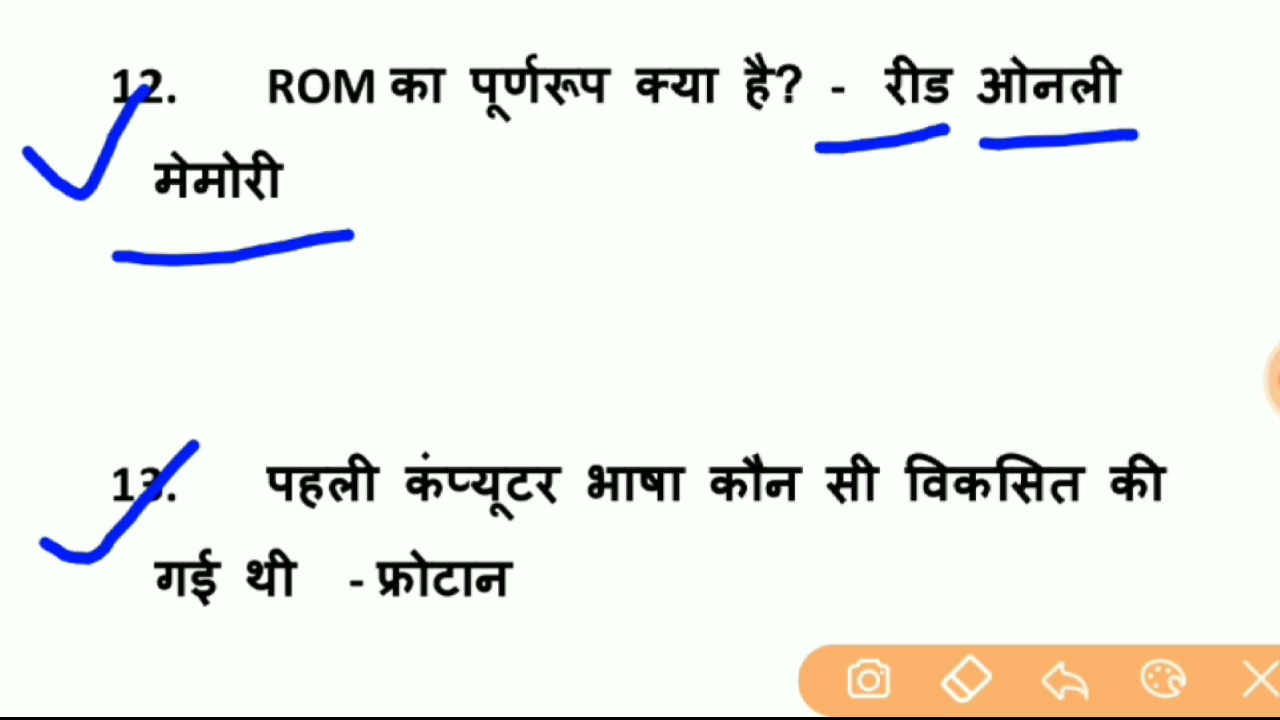 12. ROM का पूर्णरूप क्या है? - रीड ओनली
मेमोरी
13. पहली कंप्यूटर भाषा कौन सी विकसित की
गई थी - फ्रोटान